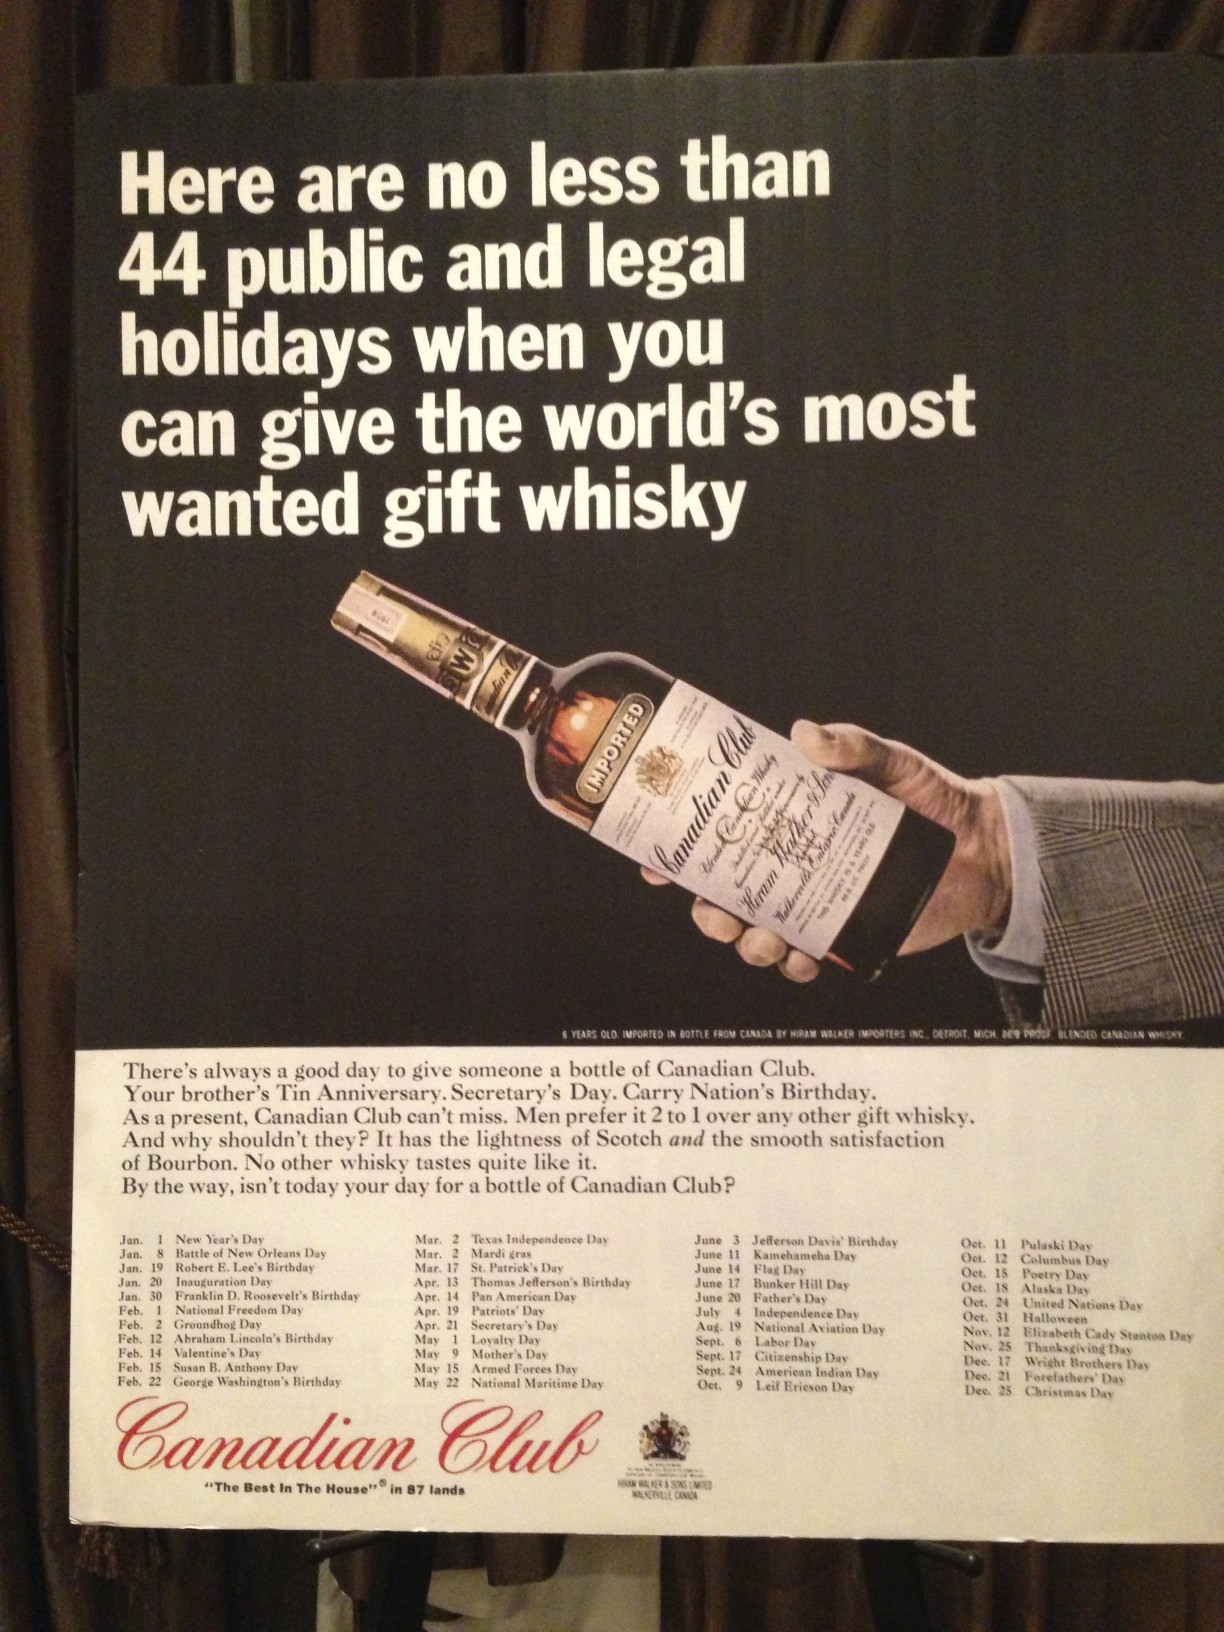 Here are no less than
44 public and legal
holidays when you
can give the world's most
wanted gift whisky
IMPORTED
Canadian Club
Hiram Walker & Sons
Walkerville, Ontario, Canada
THIS WHISKY IS 6 YEARS OLD
6 YEARS OLD. IMPORTED IN BOTTLE FROM CANADA BY HIRAM WALKER IMPORTERS INC., DETROIT, MICH. PROOF. BLENDED CANADIAN WHISKY.
There's always a good day to give someone a bottle of Canadian Club.
Your brother's Tin Anniversary. Secretary's Day. Carry Nation's Birthday.
As a present, Canadian Club can't miss. Men prefer it 2 to 1 over any other gift whisky.
And why shouldn't they? It has the lightness of Scotch and the smooth satisfaction
of Bourbon. No other whisky tastes quite like it.
By the way, isn't today your day for a bottle of Canadian Club?
Jan. 1 New Year's Day
Jan. 8 Battle of New Orleans Day
Jan. 19 Robert E. Lee's Birthday
Jan. 20 Inauguration Day
Jan. 30 Franklin D. Roosevelt's Birthday
Feb. 1 National Freedom Day
Feb. 2 Groundhog Day
Feb. 12 Abraham Lincoln's Birthday
Feb. 14 Valentine's Day
Feb. 15 Susan B. Anthony Day
Feb. 22 George Washington's Birthday
Mar. 2 Texas Independence Day
Mar. 2 Mardi gras
Mar. 17 St. Patrick's Day
Apr. 13 Thomas Jefferson's Birthday
Apr. 14 Pan American Day
Apr. 19 Patriots' Day
Apr. 21 Secretary's Day
May 1 Loyalty Day
May 9 Mother's Day
May 15 Armed Forces Day
May 22 National Maritime Day
June 3 Jefferson Davis' Birthday
June 11 Kamehameha Day
June 14 Flag Day
June 17 Bunker Hill Day
June 20 Father's Day
July 4 Independence Day
Aug. 19 National Aviation Day
Sept. 6 Labor Day
Sept. 17 Citizenship Day
Sept. 24 American Indian Day
Oct. 9 Leif Ericson Day
Oct. 11 Pulaski Day
Oct. 12 Columbus Day
Oct. 15 Poetry Day
Oct. 18 Alaska Day
Oct. 24 United Nations Day
Oct. 31 Halloween
Nov. 12 Elizabeth Cady Stanton Day
Nov. 25 Thanksgiving Day
Dec. 17 Wright Brothers Day
Dec. 21 Forefathers' Day
Dec. 25 Christmas Day
Canadian Club
"The Best In The House"® in 87 lands
HIRAM WALKER & SONS LIMITED
WALKERVILLE, CANADA